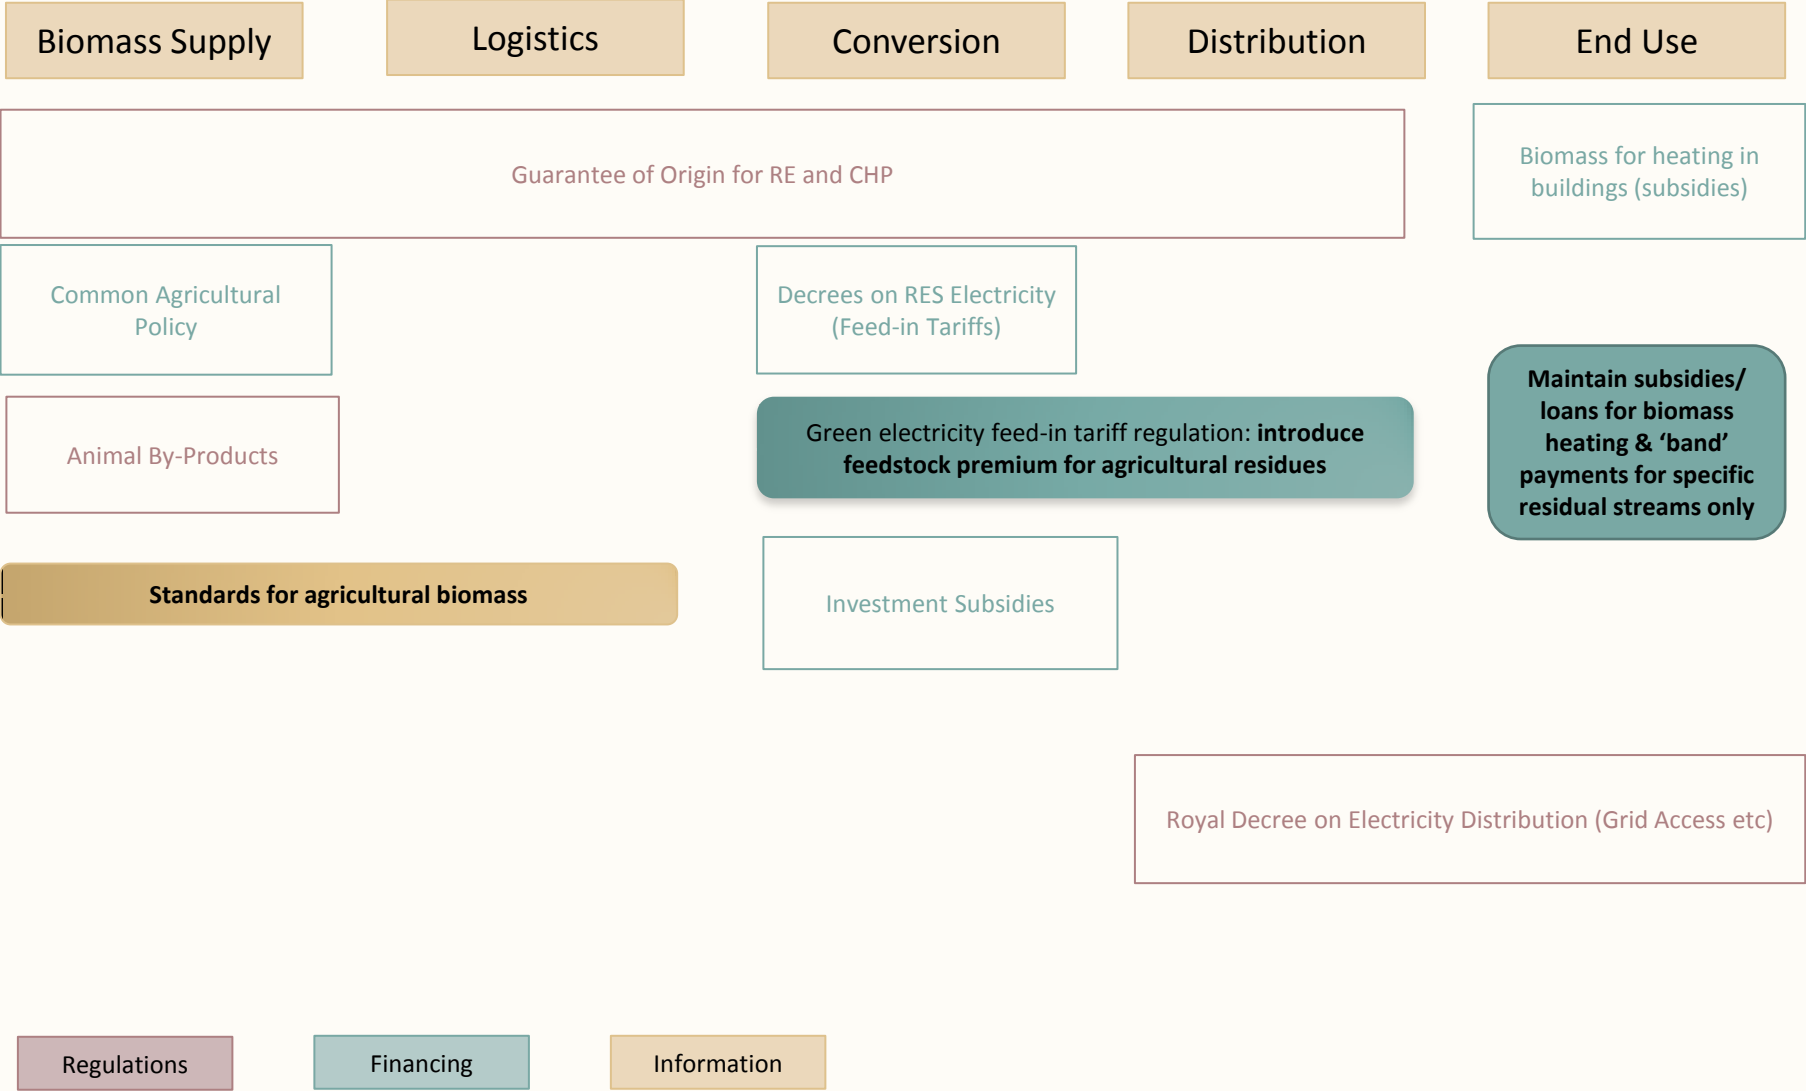 Biomass Supply
Logistics
Conversion
Distribution
End Use
Guarantee of Origin for RE and CHP
Biomass for heating in
buildings (subsidies)
Common Agricultural
Policy
Decrees on RES Electricity
(Feed-in Tariffs)
Maintain subsidies/
loans for biomass
heating & ‘band’
payments for specific
residual streams only
Animal By-Products
Green electricity feed-in tariff regulation: introduce
feedstock premium for agricultural residues
Standards for agricultural biomass
Investment Subsidies
Royal Decree on Electricity Distribution (Grid Access etc)
Regulations
Financing
Information